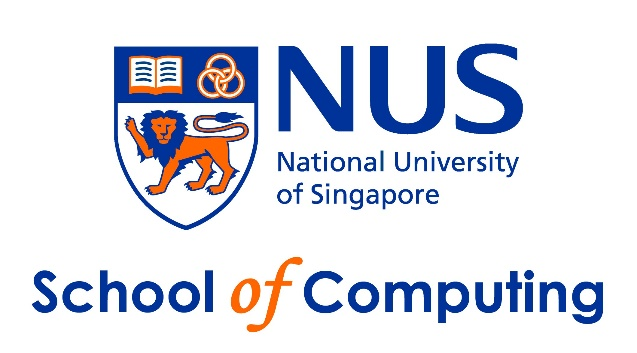 NUS
National University
of Singapore
School of Computing